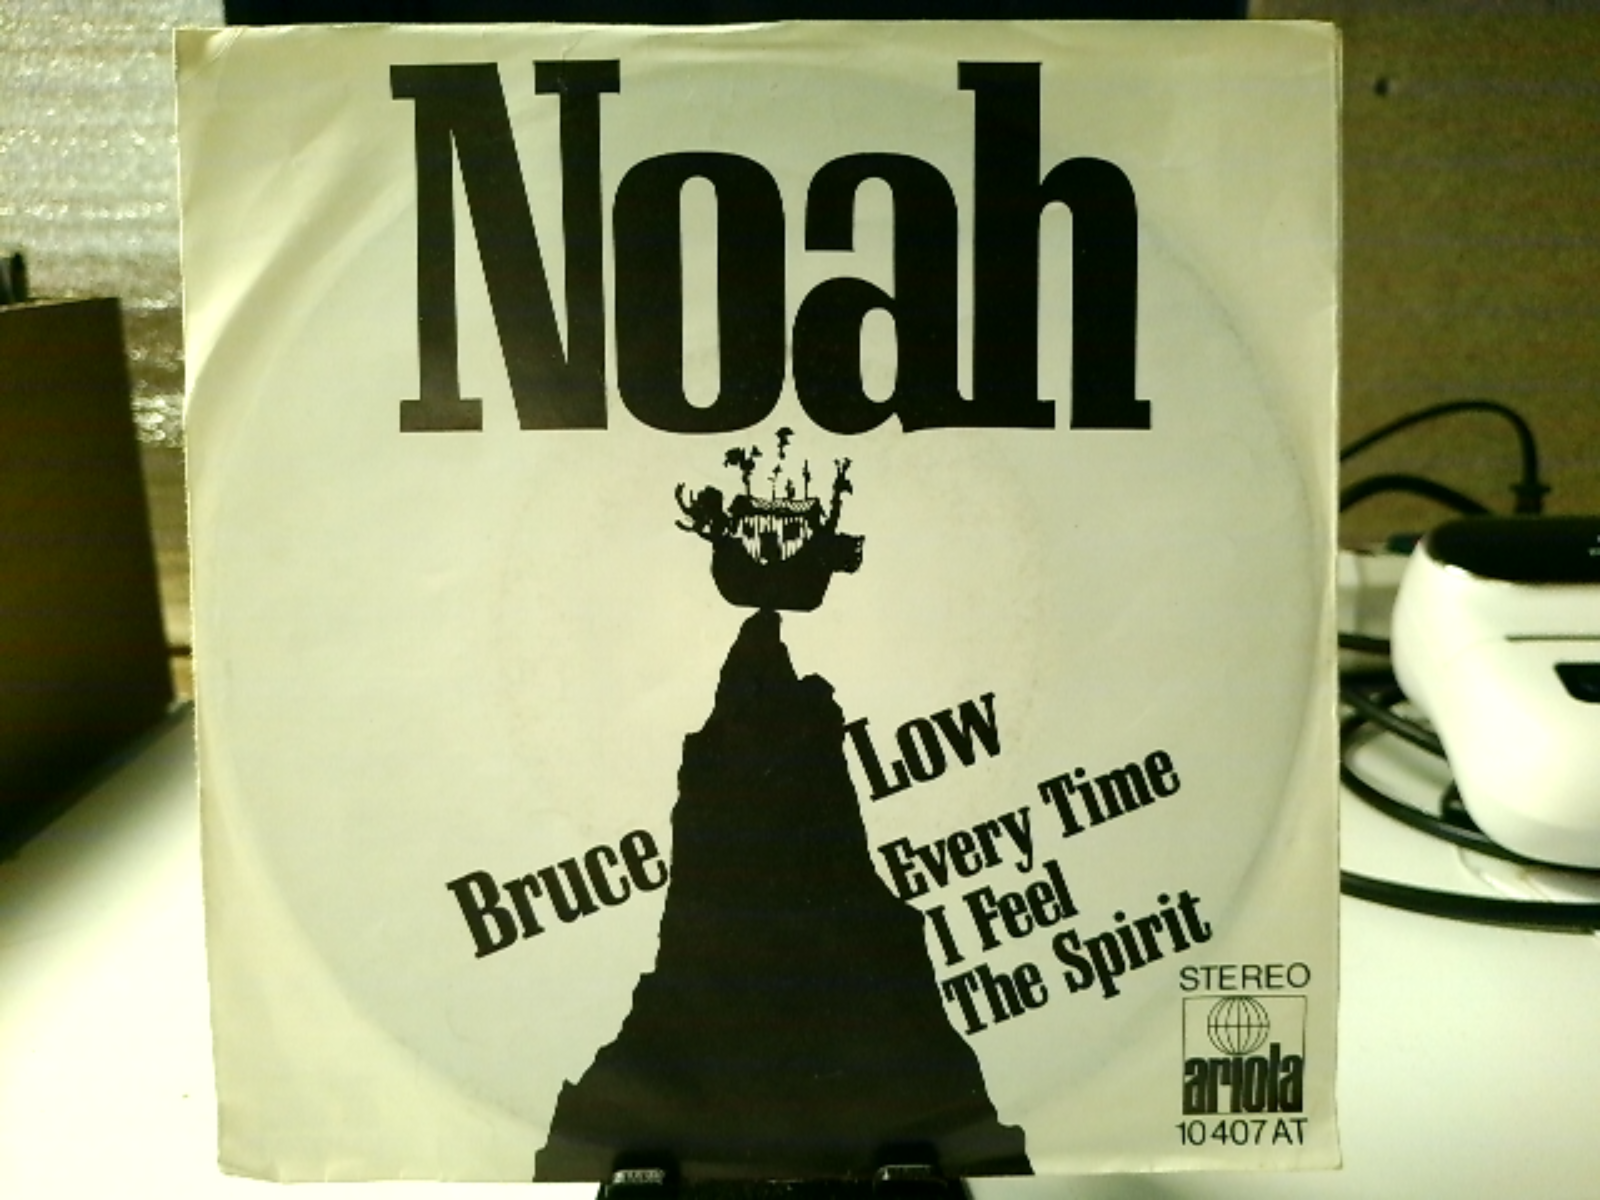 Noah
Bruce Low
Every Time
I Feel
The Spirit
STEREO
ariola
10 407 AT